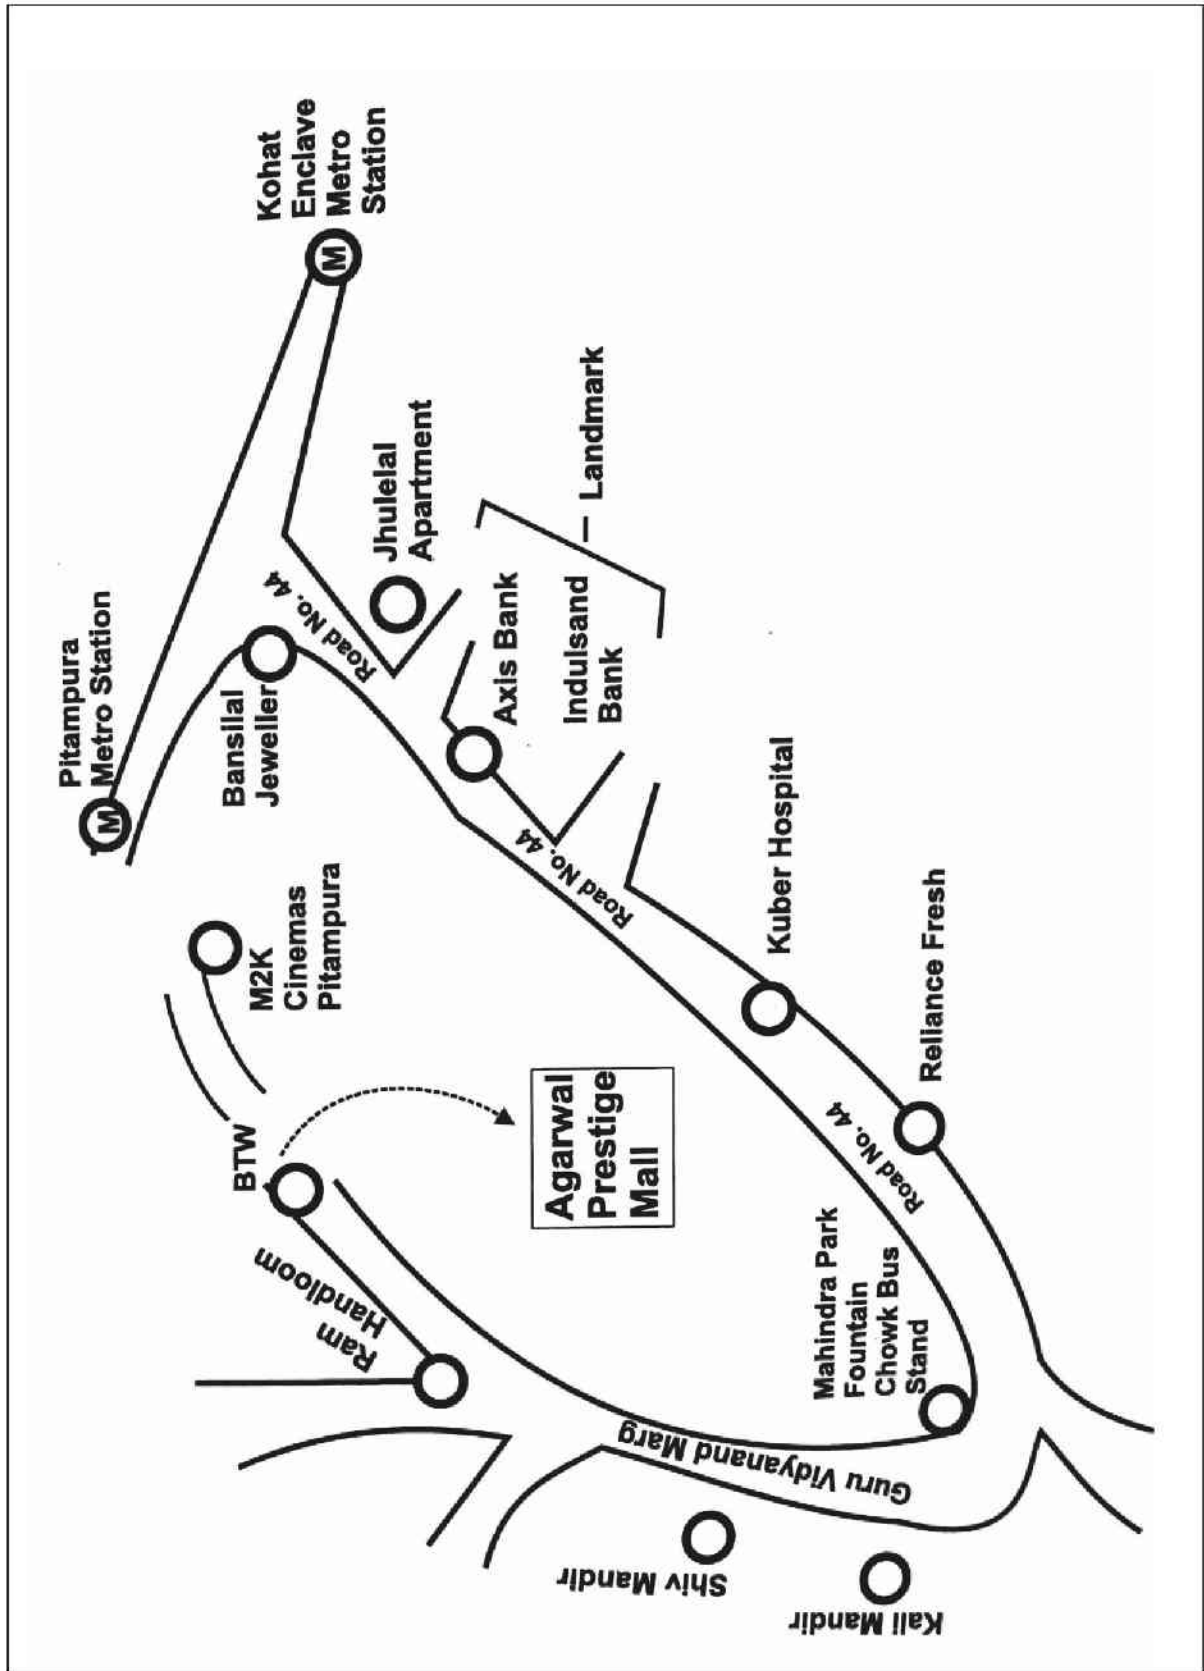 Pitampura
Metro Station
M
Kohat
Enclave
Metro
Station
M
Bansilal
Jeweller
Road No. 44
Jhulelal
Apartment
M2K
Cinemas
Pitampura
Axis Bank
Indulsand
Bank
— Landmark
Road No. 44
BTW
Ram
Handloom
Agarwal
Prestige
Mall
Kuber Hospital
Reliance Fresh
Road No. 44
Mahindra Park
Fountain
Chowk Bus
Stand
Guru Vidyanand Marg
Shiv Mandir
Kali Mandir